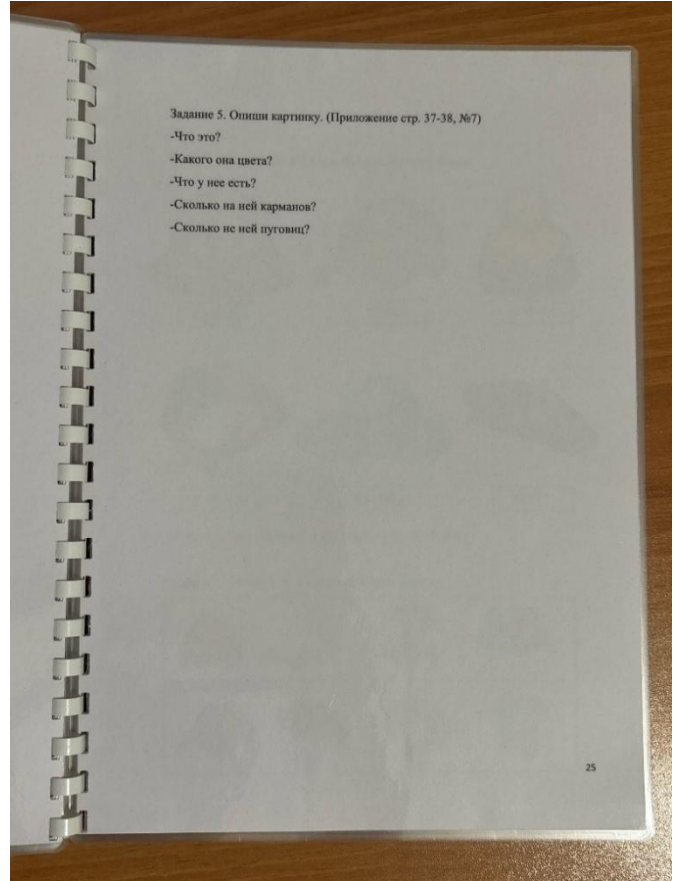 Задание 5. Опиши картинку. (Приложение стр. 37-38, №7)
-Что это?
-Какого она цвета?
-Что у нее есть?
-Сколько на ней карманов?
-Сколько не ней пуговиц?
25